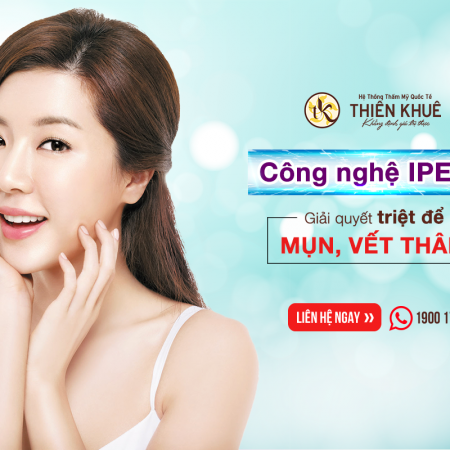 Hệ Thống Thẩm Mỹ Quốc Tế
THIÊN KHUÊ
Khẳng định giá trị thực
Công nghệ IPE
Giải quyết triệt để
MỤN, VẾT THÂ
LIÊN HỆ NGAY »
1900 1